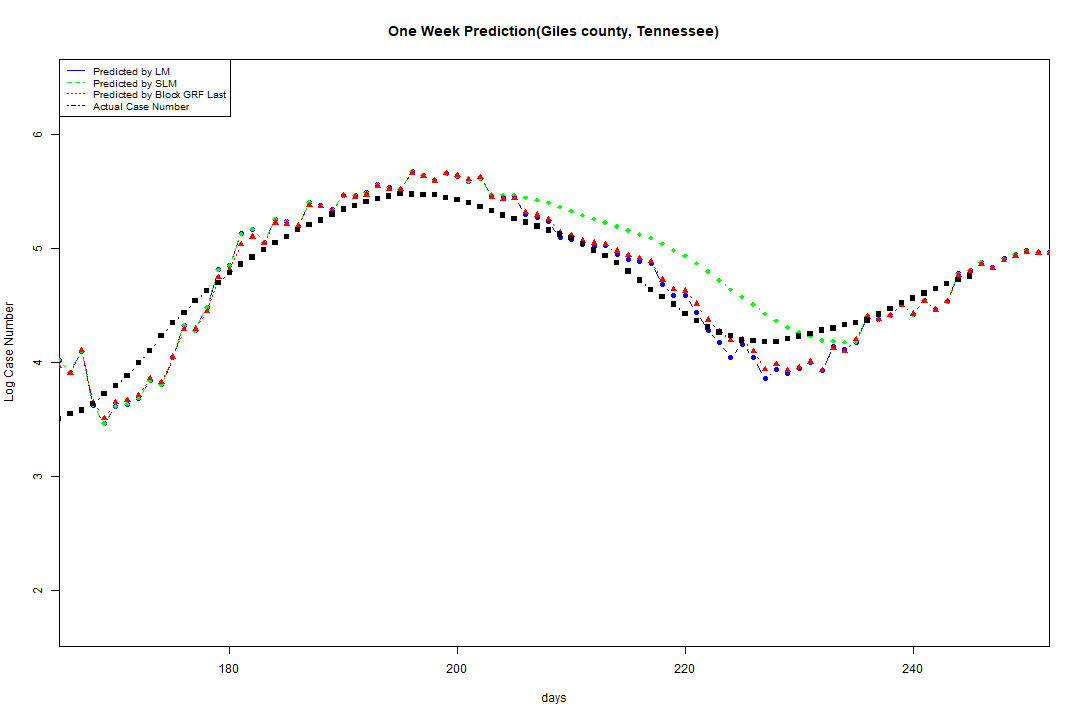 One Week Prediction(Giles county, Tennessee)
Predicted by LM
Predicted by SLM
Predicted by Block GRF Last
Actual Case Number
6
5
4
3
2
Log Case Number
180 200 220 240
days